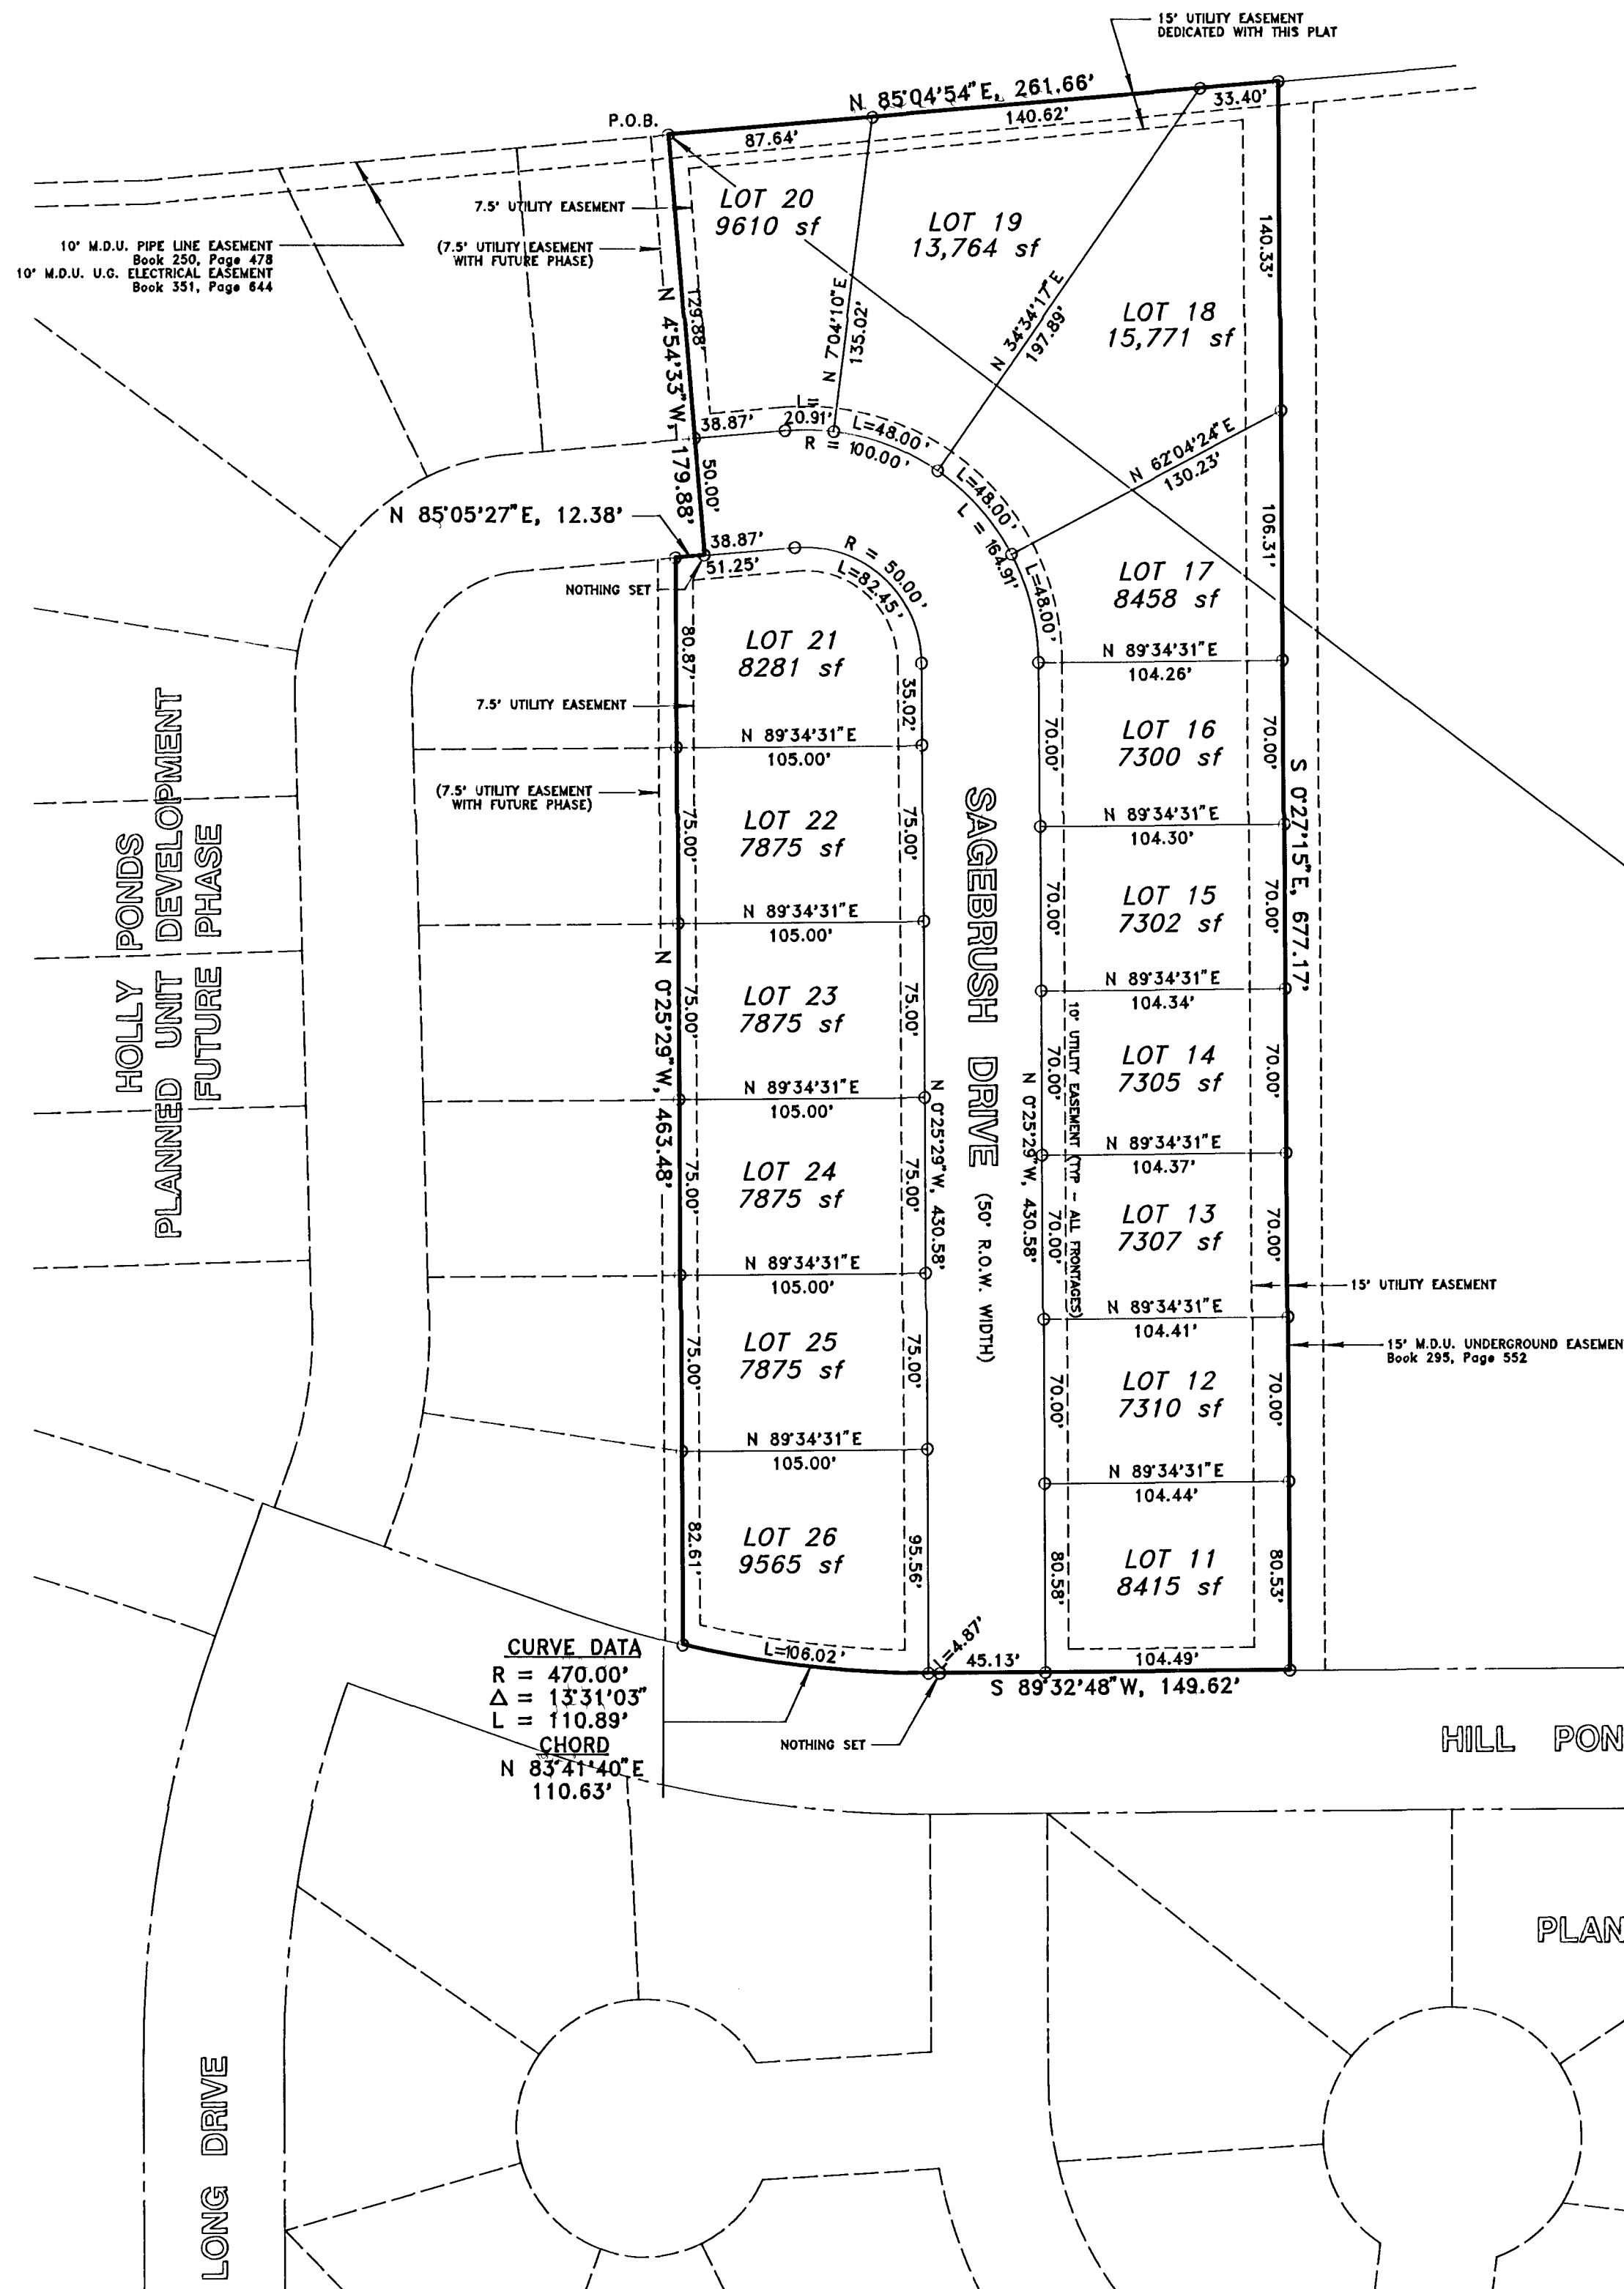 15' UTILITY EASEMENT
DEDICATED WITH THIS PLAT
N 85°04'54"E, 261.66'
33.40'
140.62'
P.O.B.
87.64'
LOT 20
9610 sf
7.5' UTILITY EASEMENT
LOT 19
13,764 sf
10' M.D.U. PIPE LINE EASEMENT
Book 250, Page 478
10' M.D.U. U.G. ELECTRICAL EASEMENT
Book 351, Page 644
(7.5' UTILITY EASEMENT
WITH FUTURE PHASE)
140.33'
129.88'
N 4°54'33"W, 179.88'
N 7°04'10"E
135.02'
N 34°34'17"E
197.89'
LOT 18
15,771 sf
L=
20.91'
38.87'
R = 100.00'
L=48.00'
L=48.00'
L = 164.91'
L=48.00'
N 62°04'24"E
130.23'
50.00'
N 85°05'27"E, 12.38'
38.87'
51.25'
R = 50.00'
L=82.45'
NOTHING SET
106.31'
LOT 17
8458 sf
LOT 21
8281 sf
80.87'
35.02'
N 89°34'31"E
104.26'
7.5' UTILITY EASEMENT
N 89°34'31"E
105.00'
70.00'
LOT 16
7300 sf
70.00'
S 0°27'15"E, 677.17'
(7.5' UTILITY EASEMENT
WITH FUTURE PHASE)
HOLLY PONDS
PLANNED UNIT DEVELOPMENT
FUTURE PHASE
75.00'
LOT 22
7875 sf
75.00'
N 89°34'31"E
104.30'
SAGEBRUSH DRIVE (50' R.O.W. WIDTH)
70.00'
LOT 15
7302 sf
70.00'
N 89°34'31"E
105.00'
N 0°25'29"W, 463.48'
75.00'
LOT 23
7875 sf
75.00'
N 89°34'31"E
104.34'
10' UTILITY EASEMENT (TYP - ALL FRONTAGES)
70.00'
LOT 14
7305 sf
70.00'
N 89°34'31"E
105.00'
N 0°25'29"W, 430.58'
N 0°25'29"W, 430.58'
N 89°34'31"E
104.37'
75.00'
LOT 24
7875 sf
75.00'
70.00'
LOT 13
7307 sf
70.00'
N 89°34'31"E
105.00'
15' UTILITY EASEMENT
N 89°34'31"E
104.41'
15' M.D.U. UNDERGROUND EASEMEN
Book 295, Page 552
75.00'
LOT 25
7875 sf
75.00'
70.00'
LOT 12
7310 sf
70.00'
N 89°34'31"E
105.00'
N 89°34'31"E
104.44'
82.61'
LOT 26
9565 sf
95.56'
80.58'
LOT 11
8415 sf
80.53'
L=106.02'
L=4.87'
45.13'
104.49'
S 89°32'48"W, 149.62'
CURVE DATA
R = 470.00'
Δ = 13°31'03"
L = 110.89'
CHORD
N 83°41'40"E
110.63'
NOTHING SET
HILL PON
PLAN
LONG DRIVE